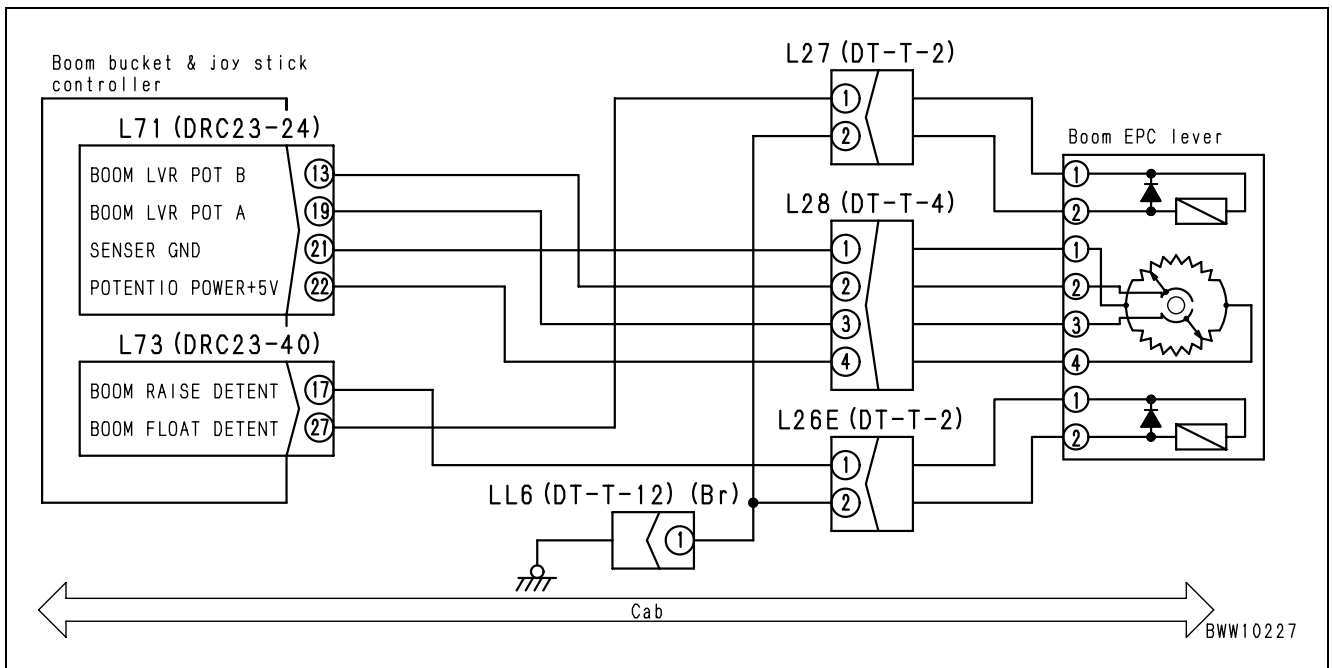 Boom bucket & joy stick
controller
L71 (DRC23-24)
BOOM LVR POT B 13
BOOM LVR POT A 19
SENSER GND 21
POTENTIO POWER+5V 22
L73 (DRC23-40)
BOOM RAISE DETENT 17
BOOM FLOAT DETENT 27
L27 (DT-T-2)
1
2
L28 (DT-T-4)
1
2
3
4
L26E (DT-T-2)
1
2
LL6 (DT-T-12) (Br)
1
Boom EPC lever
1
2
1
2
3
4
1
2
Cab
BWW10227